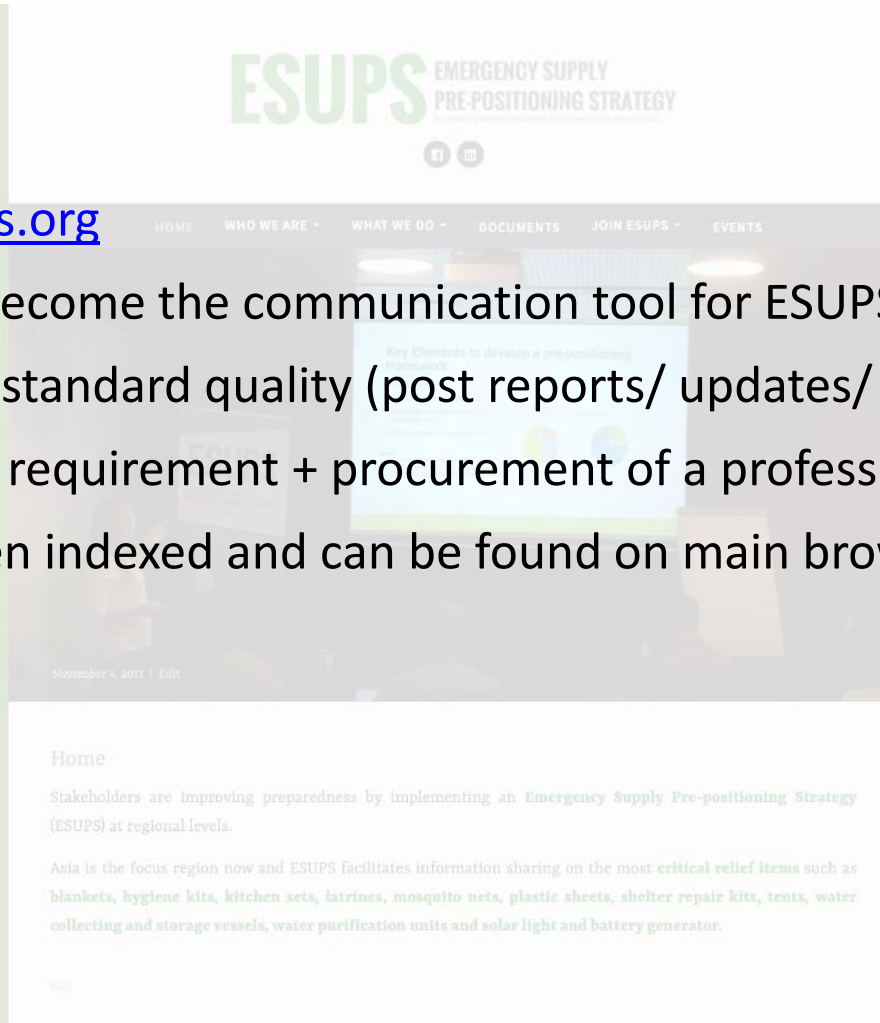 ESUPS
EMERGENCY SUPPLY
PRE-POSITIONING STRATEGY
s.org
HOME WHO WE ARE WHAT WE DO DOCUMENTS JOIN ESUPS EVENTS
ecome the communication tool for ESUPS
Key Elements to develop a pre-positioning
framework
standard quality (post reports/ updates/
requirement + procurement of a profess
en indexed and can be found on main brow
November 4, 2017 | Edit
Home
Stakeholders are improving preparedness by implementing an Emergency Supply Pre-positioning Strategy
(ESUPS) at regional levels.
Asia is the focus region now and ESUPS facilitates information sharing on the most critical relief items such as
blankets, hygiene kits, kitchen sets, latrines, mosquito nets, plastic sheets, shelter repair kits, tents, water
collecting and storage vessels, water purification units and solar light and battery generator.